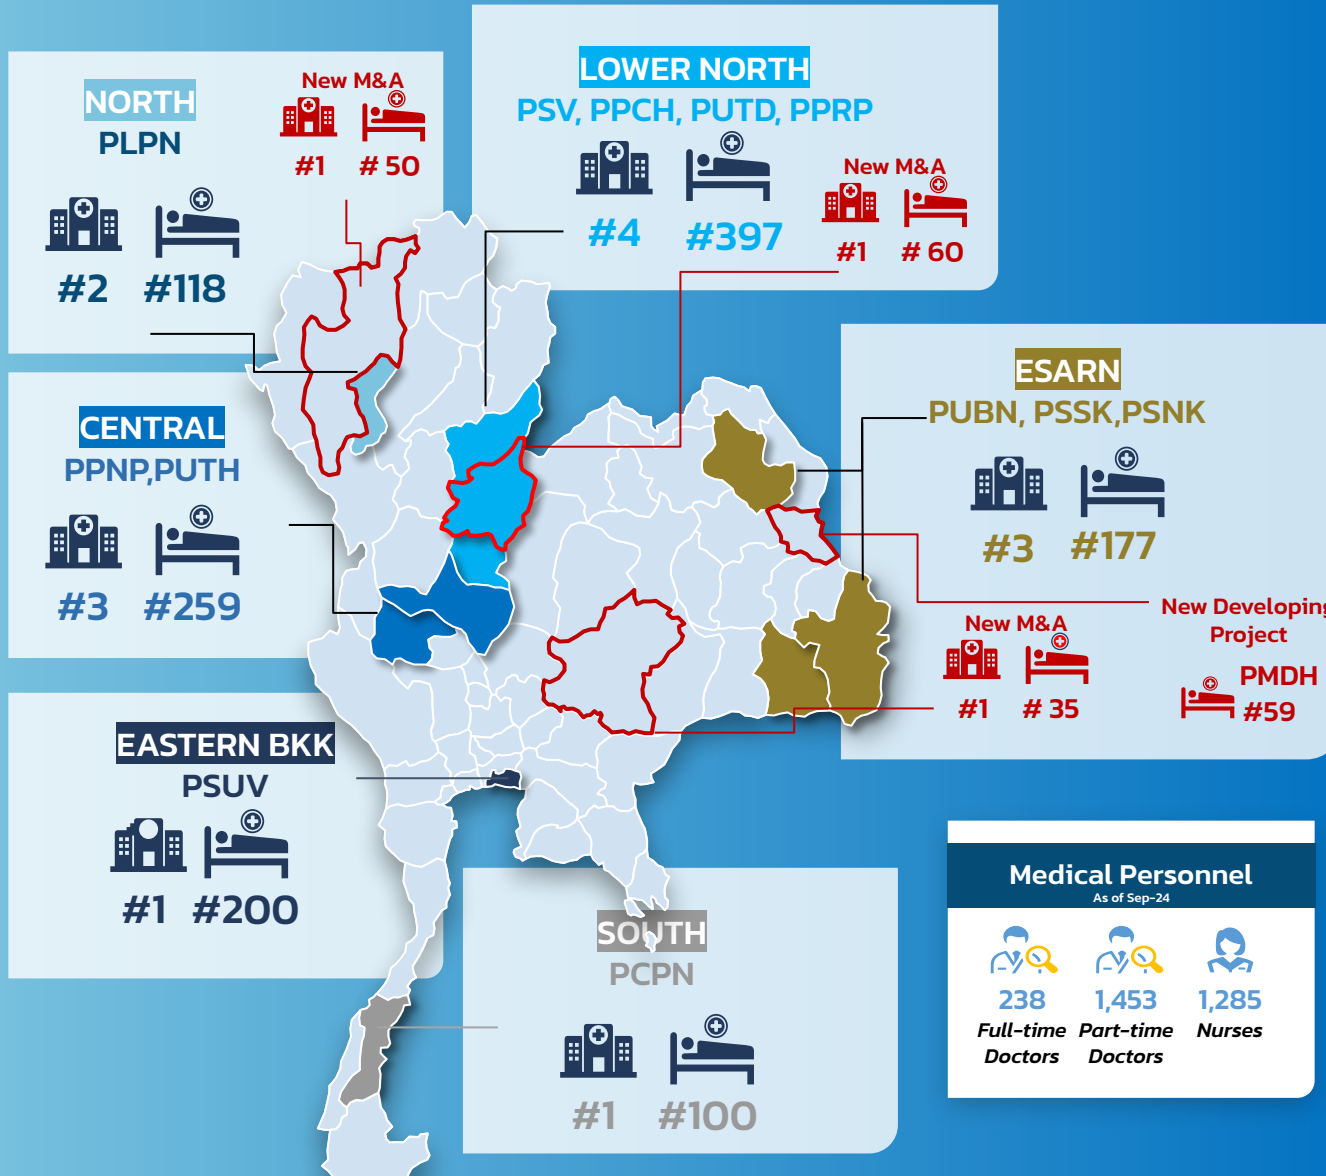 NORTH
PLPN
#2 #118
New M&A
#1 # 50
LOWER NORTH
PSV, PPCH, PUTD, PPRP
#4 #397
New M&A
#1 # 60
CENTRAL
PPNP,PUTH
#3 #259
ESARN
PUBN, PSSK,PSNK
#3 #177
New M&A
#1 # 35
New Developing
Project
PMDH
#59
EASTERN BKK
PSUV
#1 #200
SOUTH
PCPN
#1 #100
Medical Personnel
As of Sep-24
238 1,453 1,285
Full-time Part-time Nurses
Doctors Doctors